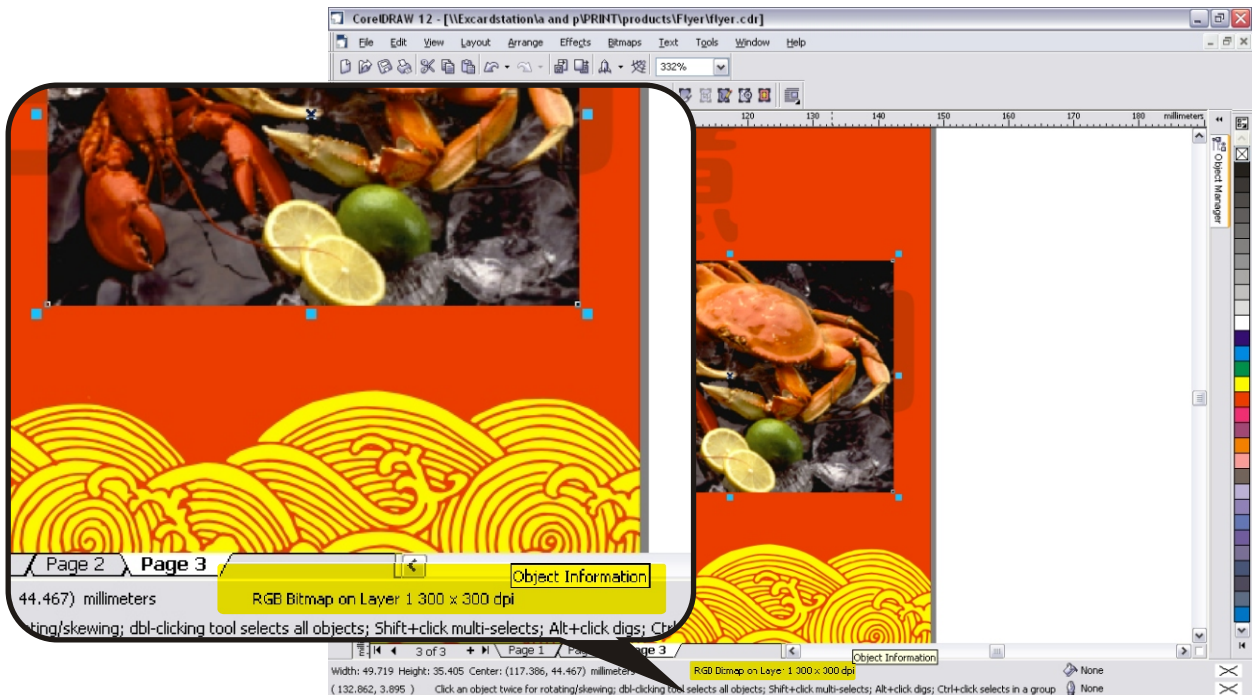 CorelDRAW 12 - [\\Excardstation\a and p\PRINT\products\Flyer\flyer.cdr]
File Edit View Layout Arrange Effects Bitmaps Text Tools Window Help
332%
120 130 140 150 160 170 180 millimeters
Object Manager
Page 2 Page 3
Object Information
44.467) millimeters RGB Bitmap on Layer 1 300 x 300 dpi
ting/skewing; dbl-clicking tool selects all objects; Shift+click multi-selects; Alt+click digs; Ctrl
3 of 3 Page 1 Pag ge 3
Object Information
Width: 49.719 Height: 35.405 Center: (117.386, 44.467) millimeters RGB Bitmap on Layer 1 300 x 300 dpi None
( 132.862, 3.895 ) Click an object twice for rotating/skewing; dbl-clicking tool selects all objects; Shift+click multi-selects; Alt+click digs; Ctrl+click selects in a group None